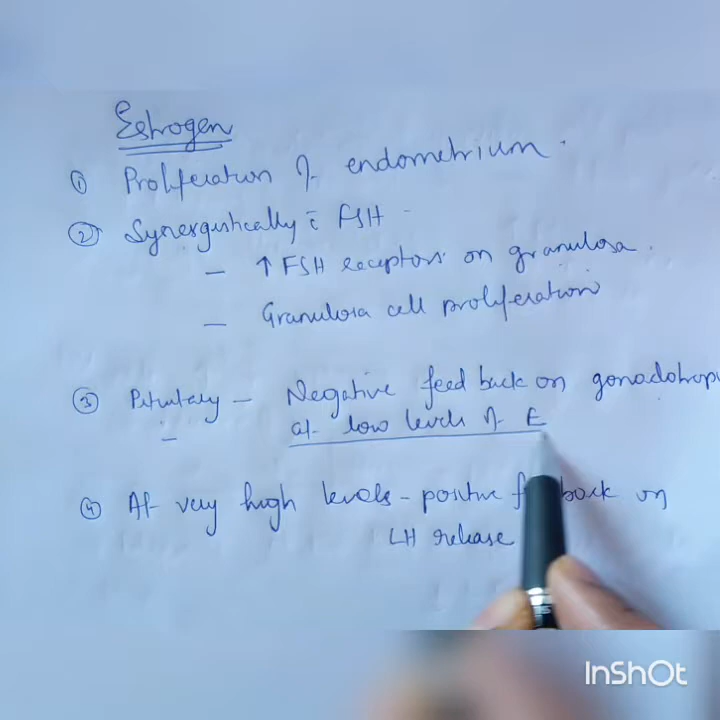 Estrogen
① Proliferation of endometrium.
② Synergistically c̄ FSH -
- ↑ FSH receptors on granulosa.
- Granulosa cell proliferation
③ Pituitary - Negative feed back on gonadotrop
at low levels of E
④ At very high levels - positive f back on
LH release
InShOt